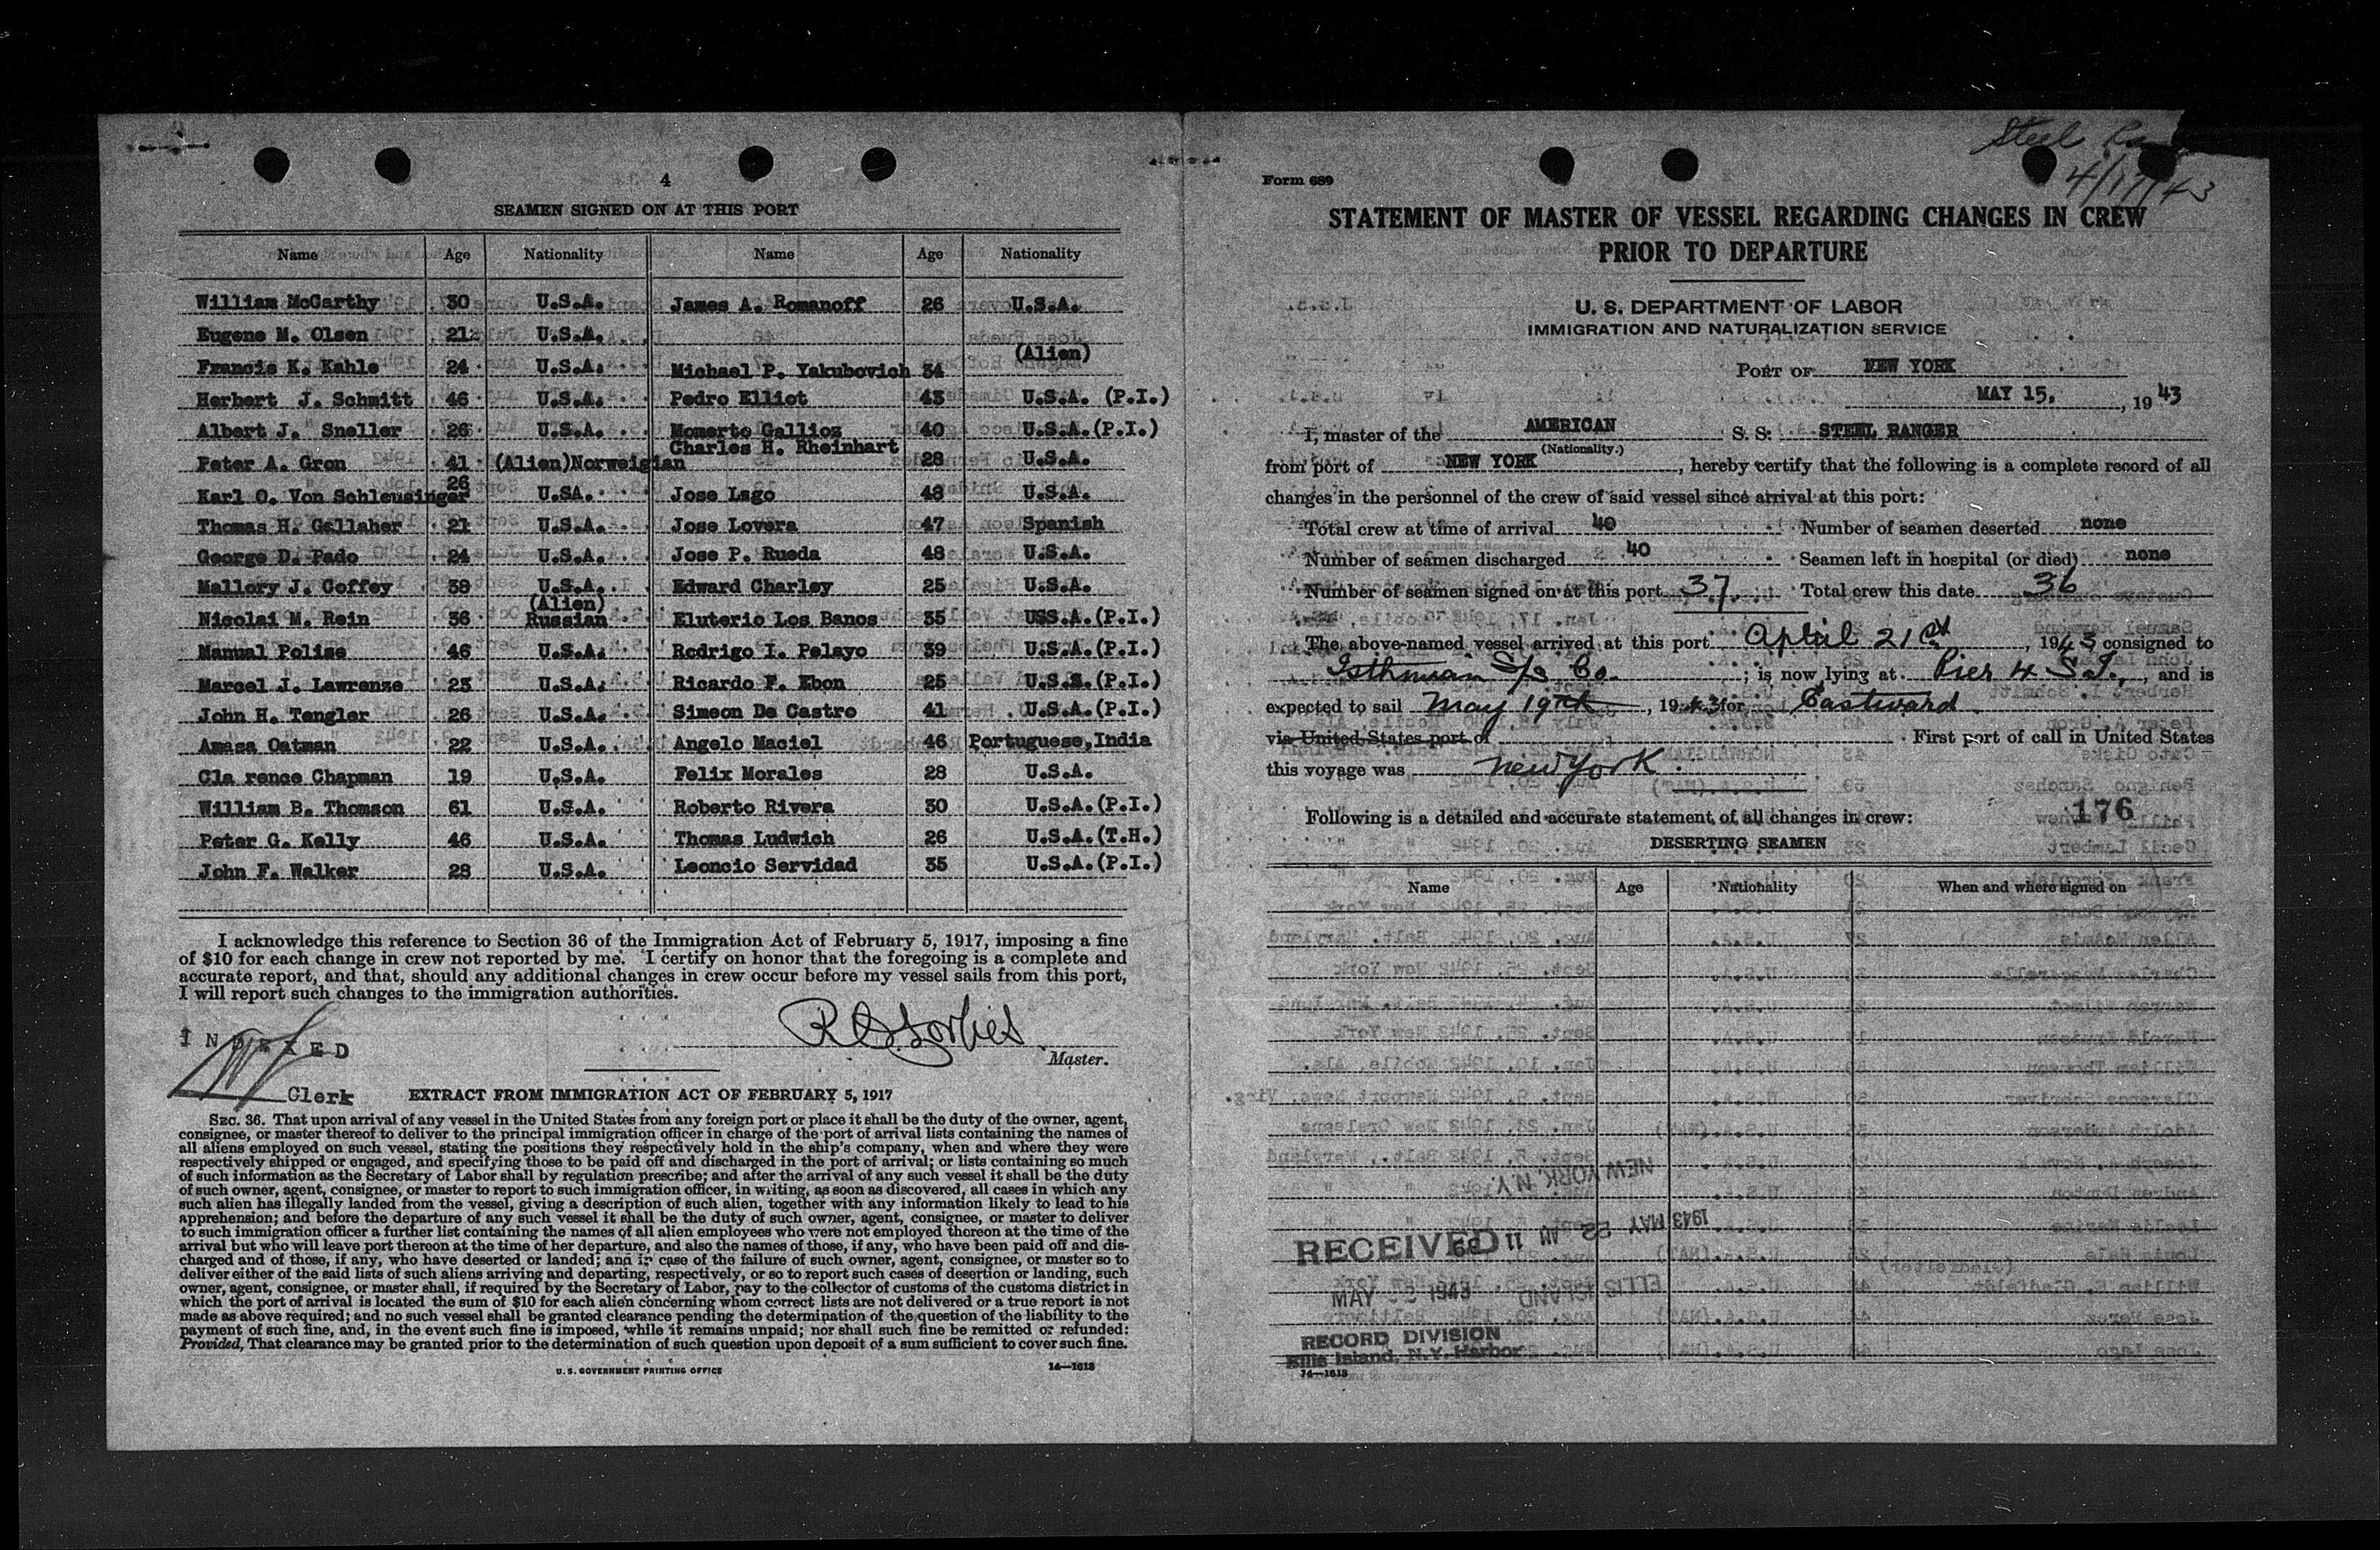 4
SEAMEN SIGNED ON AT THIS PORT
Name Age Nationality Name Age Nationality
William McCarthy 30 U.S.A. James A. Romanoff 26 U.S.A.
Eugene M. Olsen 21 U.S.A.
Francis K. Kahle 24 U.S.A. Michael P. Yakubovich 34 (Alien)
Herbert J. Schmitt 46 U.S.A. Pedro Elliot 43 U.S.A. (P.I.)
Albert J. Sneller 26 U.S.A. Momerto Gallioz 40 U.S.A.(P.I.)
Peter A. Gron 41 (Alien)Norweigian Charles H. Rheinhart 28 U.S.A.
Karl O. Von Schleusinger 26 U.SA. Jose Lago 48 U.S.A.
Thomas H. Gallaher 21 U.S.A. Jose Lovera 47 Spanish
George D. Pado 24 U.S.A. Jose P. Rueda 48 U.S.A.
Mallory J. Coffey 38 U.S.A. Edward Charley 25 U.S.A.
Nicolai M. Rein 36 (Alien) Russian Eluterio Los Banos 35 USS.A.(P.I.)
Manual Polise 46 U.S.A. Rodrigo I. Pelayo 39 U.S.A.(P.I.)
Marcel J. Lawrenze 23 U.S.A. Ricardo F. Ebon 25 U.S.A.(P.I.)
John H. Tengler 26 U.S.A. Simeon De Castro 41 U.S.A.(P.I.)
Amasa Oatman 22 U.S.A. Angelo Maciel 46 Portuguese,India
Cla rence Chapman 19 U.S.A. Felix Morales 28 U.S.A.
William B. Thomson 61 U.S.A. Roberto Rivera 30 U.S.A.(P.I.)
Peter G. Kelly 46 U.S.A. Thomas Ludwich 26 U.S.A.(T.H.)
John F. Walker 28 U.S.A. Leoncio Servidad 35 U.S.A.(P.I.)
I acknowledge this reference to Section 36 of the Immigration Act of February 5, 1917, imposing a fine
of $10 for each change in crew not reported by me. I certify on honor that the foregoing is a complete and
accurate report, and that, should any additional changes in crew occur before my vessel sails from this port,
I will report such changes to the immigration authorities.
INDEXED
Master.
Clerk
EXTRACT FROM IMMIGRATION ACT OF FEBRUARY 5, 1917
SEC. 36. That upon arrival of any vessel in the United States from any foreign port or place it shall be the duty of the owner, agent,
consignee, or master thereof to deliver to the principal immigration officer in charge of the port of arrival lists containing the names of
all aliens employed on such vessel, stating the positions they respectively hold in the ship's company, when and where they were
respectively shipped or engaged, and specifying those to be paid off and discharged in the port of arrival; or lists containing so much
of such information as the Secretary of Labor shall by regulation prescribe; and after the arrival of any such vessel it shall be the duty
of such owner, agent, consignee, or master to report to such immigration officer, in writing, as soon as discovered, all cases in which any
such alien has illegally landed from the vessel, giving a description of such alien, together with any information likely to lead to his
apprehension; and before the departure of any such vessel it shall be the duty of such owner, agent, consignee, or master to deliver
to such immigration officer a further list containing the names of all alien employees who were not employed thereon at the time of the
arrival but who will leave port thereon at the time of her departure, and also the names of those, if any, who have been paid off and dis-
charged and of those, if any, who have deserted or landed; and in case of the failure of such owner, agent, consignee, or master so to
deliver either of the said lists of such aliens arriving and departing, respectively, or so to report such cases of desertion or landing, such
owner, agent, consignee, or master shall, if required by the Secretary of Labor, pay to the collector of customs of the customs district in
which the port of arrival is located the sum of $10 for each alien concerning whom correct lists are not delivered or a true report is not
made as above required; and no such vessel shall be granted clearance pending the determination of the question of the liability to the
payment of such fine, and, in the event such fine is imposed, while it remains unpaid; nor shall such fine be remitted or refunded:
Provided, That clearance may be granted prior to the determination of such question upon deposit of a sum sufficient to cover such fine.
U. S. GOVERNMENT PRINTING OFFICE 14—1613
Steel
4/17/43
Form 689
STATEMENT OF MASTER OF VESSEL REGARDING CHANGES IN CREW
PRIOR TO DEPARTURE
U. S. DEPARTMENT OF LABOR
IMMIGRATION AND NATURALIZATION SERVICE
PORT OF NEW YORK
MAY 15, , 1943
I, master of the AMERICAN S. S. STEEL RANGER
(Nationality.)
from port of NEW YORK, hereby certify that the following is a complete record of all
changes in the personnel of the crew of said vessel since arrival at this port:
Total crew at time of arrival 40 Number of seamen deserted none
Number of seamen discharged 40 Seamen left in hospital (or died) none
Number of seamen signed on at this port 37 Total crew this date 36
The above-named vessel arrived at this port April 21st, 1943 consigned to
Isthmian S/S Co. ; is now lying at Pier 4 S.I., and is
expected to sail May 19th, 1943 for Eastward
via United States port of First port of call in United States
this voyage was New York.
176
Following is a detailed and accurate statement of all changes in crew:
DESERTING SEAMEN
Name Age Nationality When and where signed on
NEW YORK, N.Y.
1943 MAY 22 AM 11
ELLIS ISLAND
RECEIVED
MAY 1943
RECORD DIVISION
Ellis Island, N.Y. Harbor
14—1613